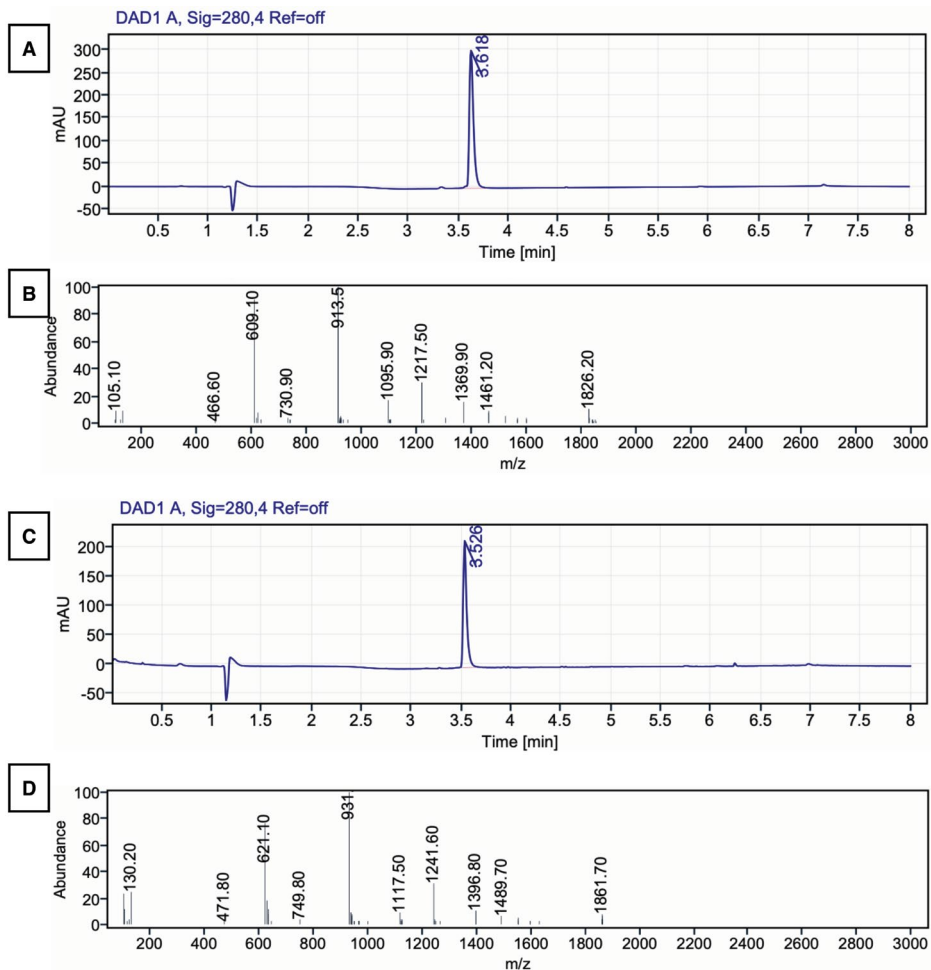 A
DAD1 A, Sig=280,4 Ref=off
3.618
mAU
300
250
200
150
100
50
0
-50
0.5 1 1.5 2 2.5 3 3.5 4 4.5 5 5.5 6 6.5 7 7.5 8
Time [min]
B
Abundance
100
80
60
40
20
0
105.10 466.60 609.10 730.90 913.5 1095.90 1217.50 1369.90 1461.20 1826.20
200 400 600 800 1000 1200 1400 1600 1800 2000 2200 2400 2600 2800 3000
m/z
C
DAD1 A, Sig=280,4 Ref=off
3.526
mAU
200
150
100
50
0
-50
0.5 1 1.5 2 2.5 3 3.5 4 4.5 5 5.5 6 6.5 7 7.5 8
Time [min]
D
Abundance
100
80
60
40
20
0
130.20 471.80 621.10 749.80 931. 1117.50 1241.60 1396.80 1489.70 1861.70
200 400 600 800 1000 1200 1400 1600 1800 2000 2200 2400 2600 2800 3000
m/z